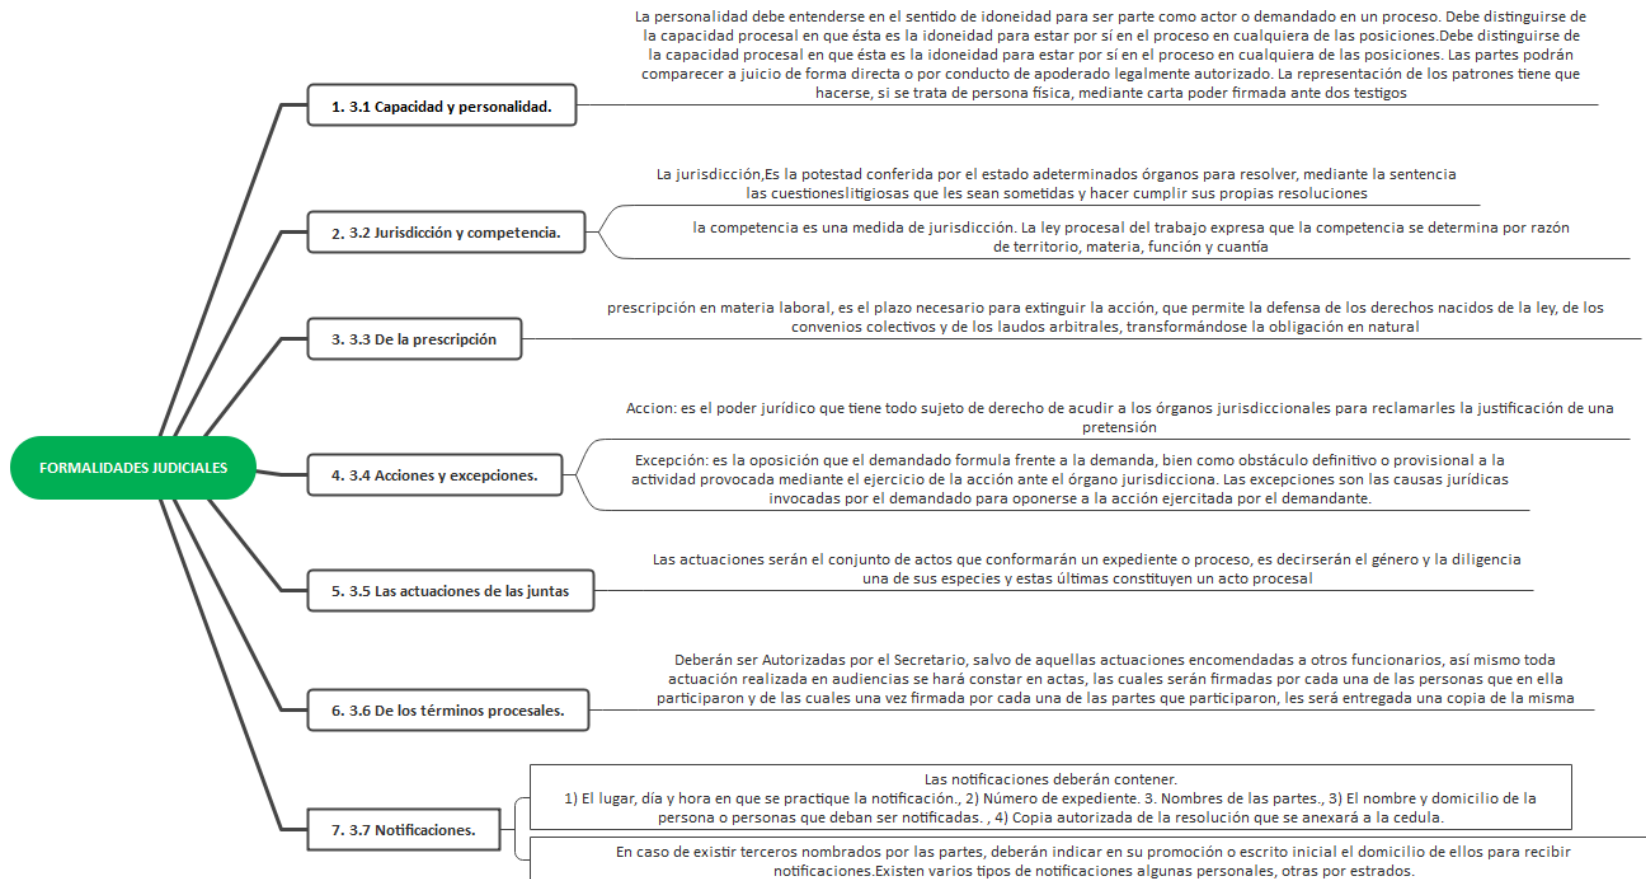 La personalidad debe entenderse en el sentido de idoneidad para ser parte como actor o demandado en un proceso. Debe distinguirse de
la capacidad procesal en que ésta es la idoneidad para estar por sí en el proceso en cualquiera de las posiciones.Debe distinguirse de
la capacidad procesal en que ésta es la idoneidad para estar por sí en el proceso en cualquiera de las posiciones. Las partes podrán
comparecer a juicio de forma directa o por conducto de apoderado legalmente autorizado. La representación de los patrones tiene que
hacerse, si se trata de persona física, mediante carta poder firmada ante dos testigos
1. 3.1 Capacidad y personalidad.
La jurisdicción,Es la potestad conferida por el estado adeterminados órganos para resolver, mediante la sentencia
las cuestioneslitigiosas que les sean sometidas y hacer cumplir sus propias resoluciones
2. 3.2 Jurisdicción y competencia.
la competencia es una medida de jurisdicción. La ley procesal del trabajo expresa que la competencia se determina por razón
de territorio, materia, función y cuantía
prescripción en materia laboral, es el plazo necesario para extinguir la acción, que permite la defensa de los derechos nacidos de la ley, de los
convenios colectivos y de los laudos arbitrales, transformándose la obligación en natural
3. 3.3 De la prescripción
Accion: es el poder jurídico que tiene todo sujeto de derecho de acudir a los órganos jurisdiccionales para reclamarles la justificación de una
pretensión
FORMALIDADES JUDICIALES
4. 3.4 Acciones y excepciones.
Excepción: es la oposición que el demandado formula frente a la demanda, bien como obstáculo definitivo o provisional a la
actividad provocada mediante el ejercicio de la acción ante el órgano jurisdicciona. Las excepciones son las causas jurídicas
invocadas por el demandado para oponerse a la acción ejercitada por el demandante.
Las actuaciones serán el conjunto de actos que conformarán un expediente o proceso, es decirserán el género y la diligencia
una de sus especies y estas últimas constituyen un acto procesal
5. 3.5 Las actuaciones de las juntas
Deberán ser Autorizadas por el Secretario, salvo de aquellas actuaciones encomendadas a otros funcionarios, así mismo toda
actuación realizada en audiencias se hará constar en actas, las cuales serán firmadas por cada una de las personas que en ella
participaron y de las cuales una vez firmada por cada una de las partes que participaron, les será entregada una copia de la misma
6. 3.6 De los términos procesales.
Las notificaciones deberán contener.
1) El lugar, día y hora en que se practique la notificación., 2) Número de expediente. 3. Nombres de las partes., 3) El nombre y domicilio de la
persona o personas que deban ser notificadas. , 4) Copia autorizada de la resolución que se anexará a la cedula.
7. 3.7 Notificaciones.
En caso de existir terceros nombrados por las partes, deberán indicar en su promoción o escrito inicial el domicilio de ellos para recibir
notificaciones.Existen varios tipos de notificaciones algunas personales, otras por estrados.